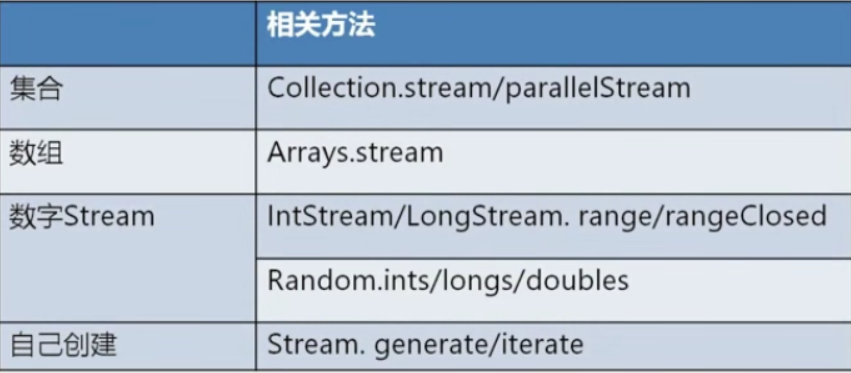 相关方法
集合 Collection.stream/parallelStream
数组 Arrays.stream
数字Stream IntStream/LongStream. range/rangeClosed
Random.ints/longs/doubles
自己创建 Stream. generate/iterate